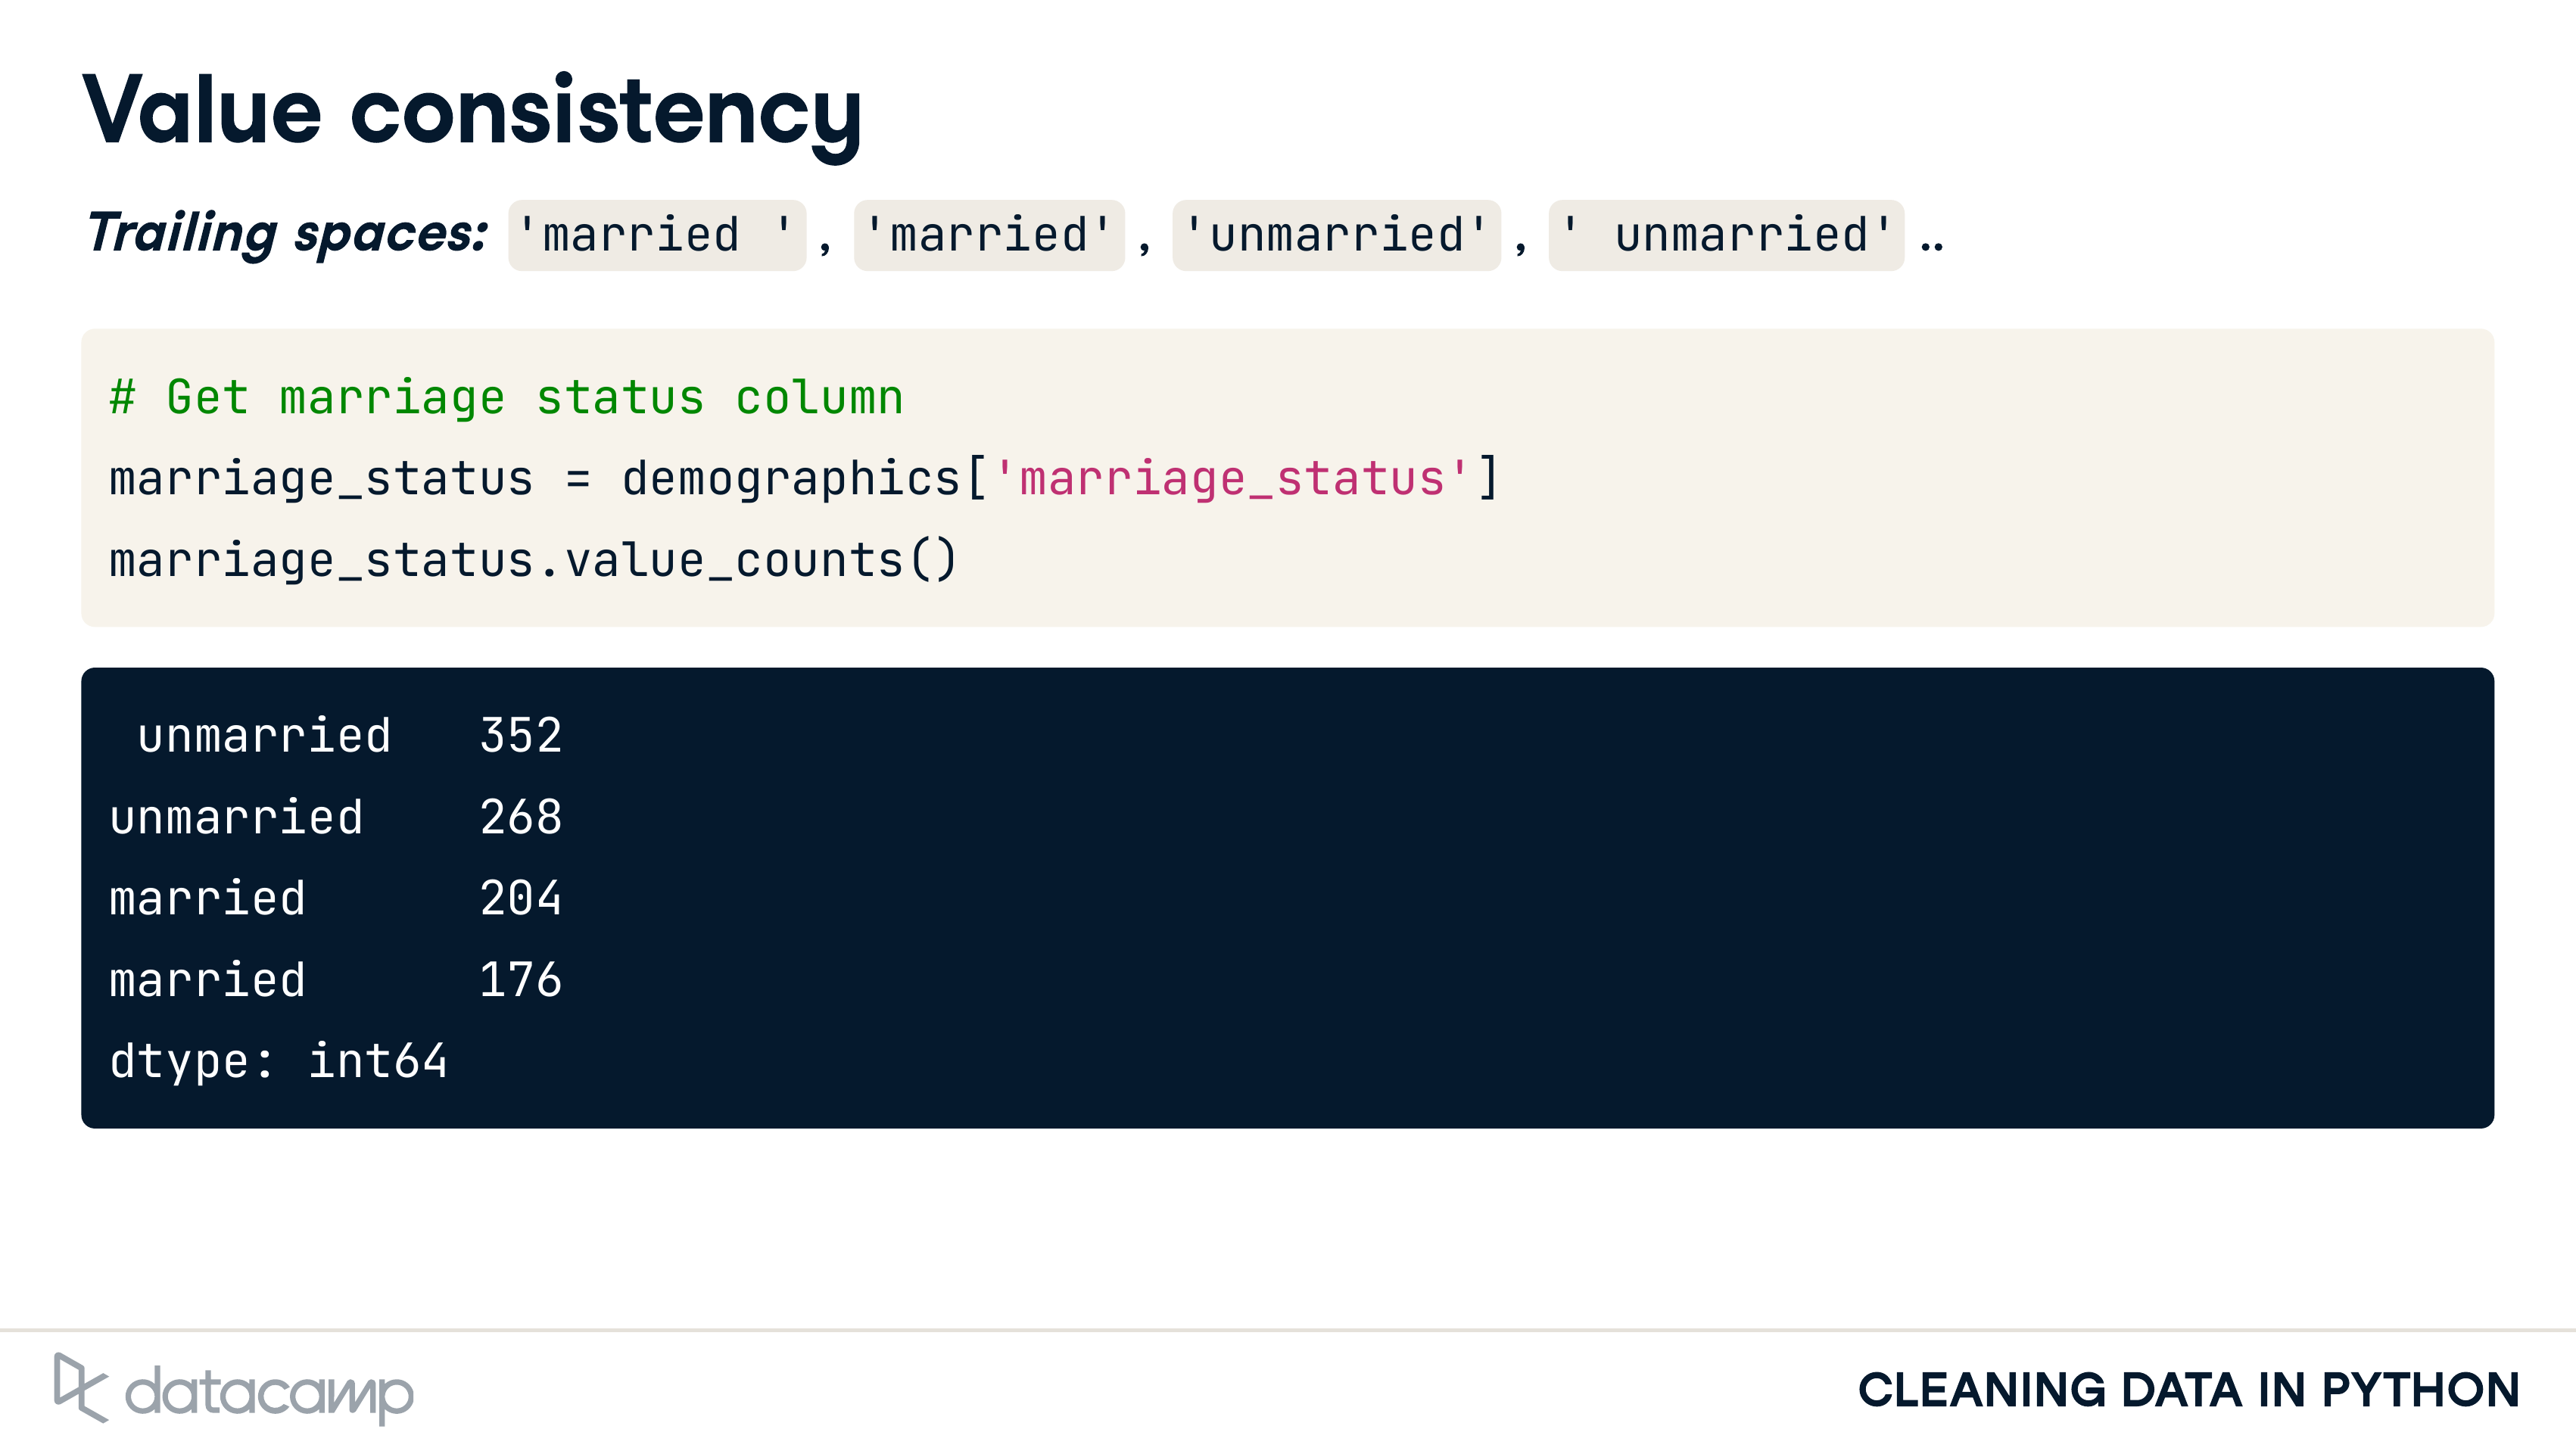 Value consistency
Trailing spaces: 'married ' , 'married' , 'unmarried' , ' unmarried' ..
# Get marriage status column
marriage_status = demographics['marriage_status']
marriage_status.value_counts()
 unmarried   352
unmarried    268
married      204
married      176
dtype: int64
datacamp
CLEANING DATA IN PYTHON